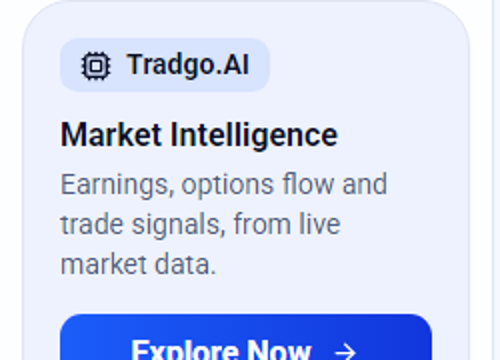 Tradgo.AI
Market Intelligence
Earnings, options flow and
trade signals, from live
market data.
Explore Now